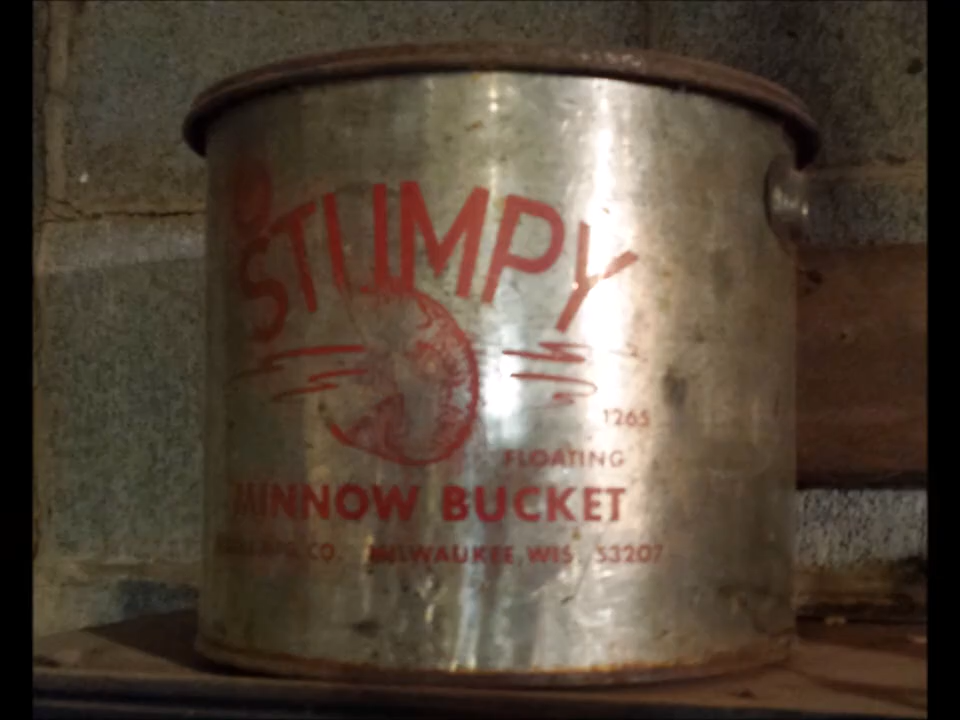 STUMPY
1265
FLOATING
MINNOW BUCKET
MFG. CO. MILWAUKEE, WIS. 53207